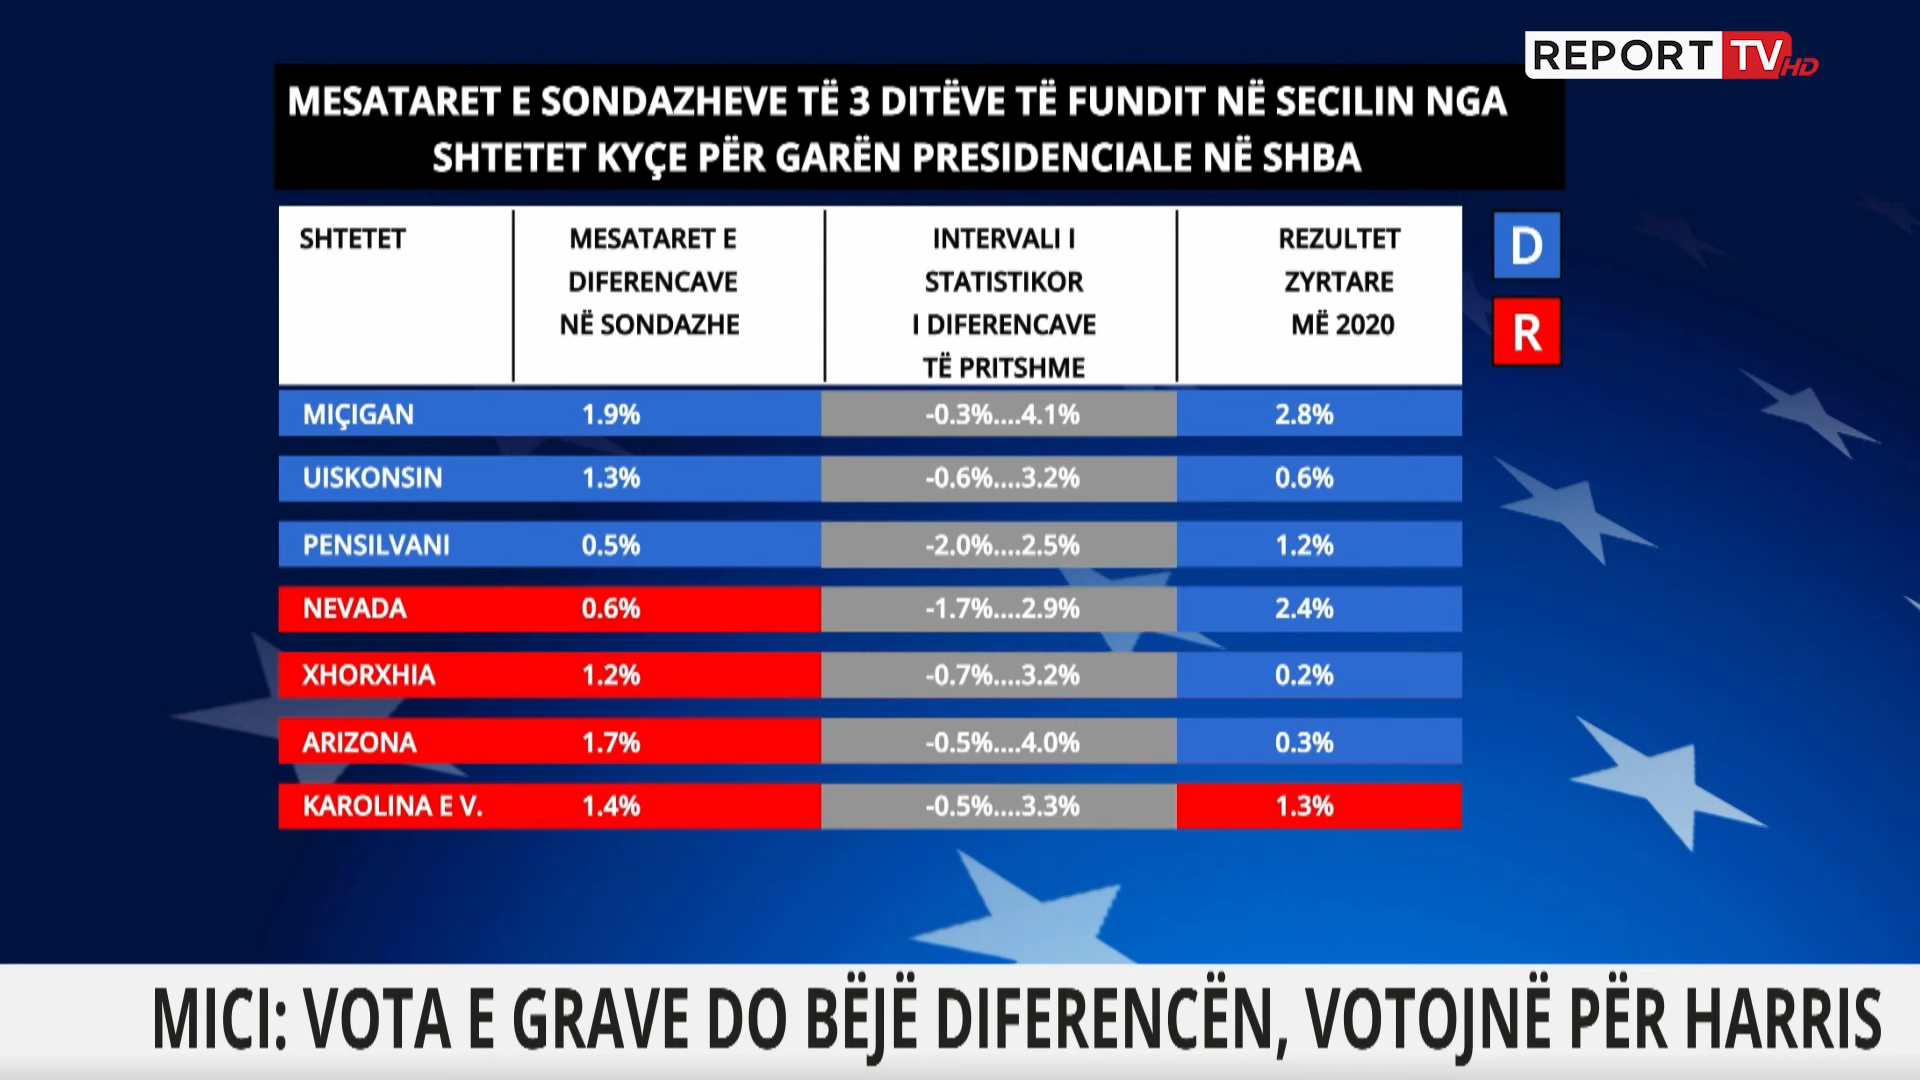 REPORT TV HD
MESATARET E SONDAZHEVE TË 3 DITËVE TË FUNDIT NË SECILIN NGA
SHTETET KYÇE PËR GARËN PRESIDENCIALE NË SHBA
SHTETET
MESATARET E
DIFERENCAVE
NË SONDAZHE
INTERVALI I
STATISTIKOR
I DIFERENCAVE
TË PRITSHME
REZULTET
ZYRTARE
MË 2020
D
R
MIÇIGAN 1.9% -0.3%....4.1% 2.8%
UISKONSIN 1.3% -0.6%....3.2% 0.6%
PENSILVANI 0.5% -2.0%....2.5% 1.2%
NEVADA 0.6% -1.7%....2.9% 2.4%
XHORXHIA 1.2% -0.7%....3.2% 0.2%
ARIZONA 1.7% -0.5%....4.0% 0.3%
KAROLINA E V. 1.4% -0.5%....3.3% 1.3%
MICI: VOTA E GRAVE DO BËJË DIFERENCËN, VOTOJNË PËR HARRIS